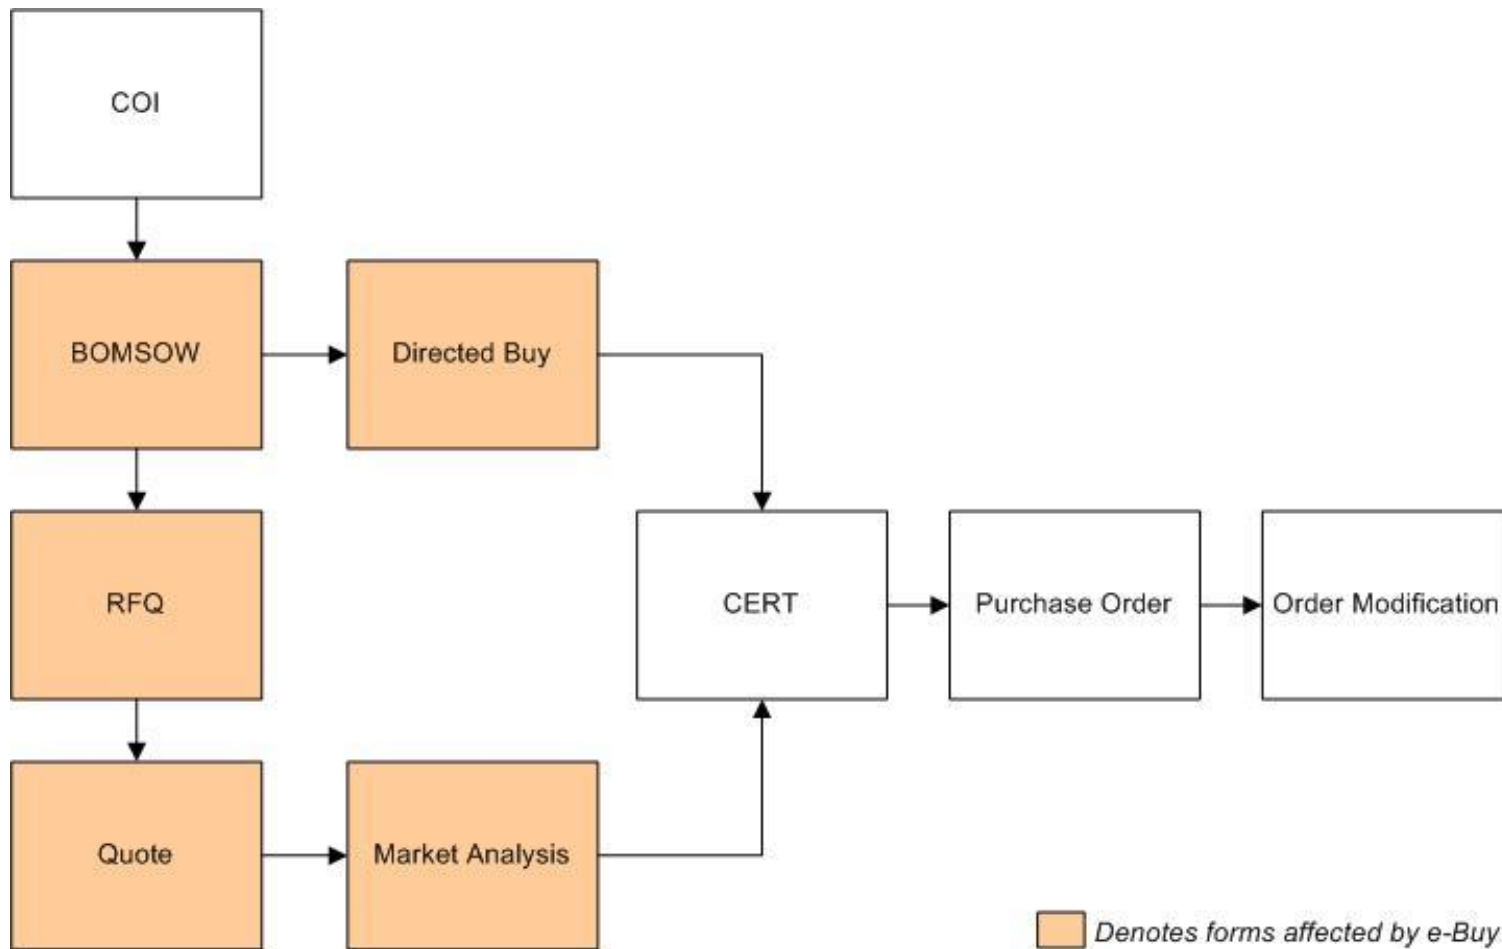 COI
BOMSOW
Directed Buy
RFQ
CERT
Purchase Order
Order Modification
Quote
Market Analysis
Denotes forms affected by e-Buy